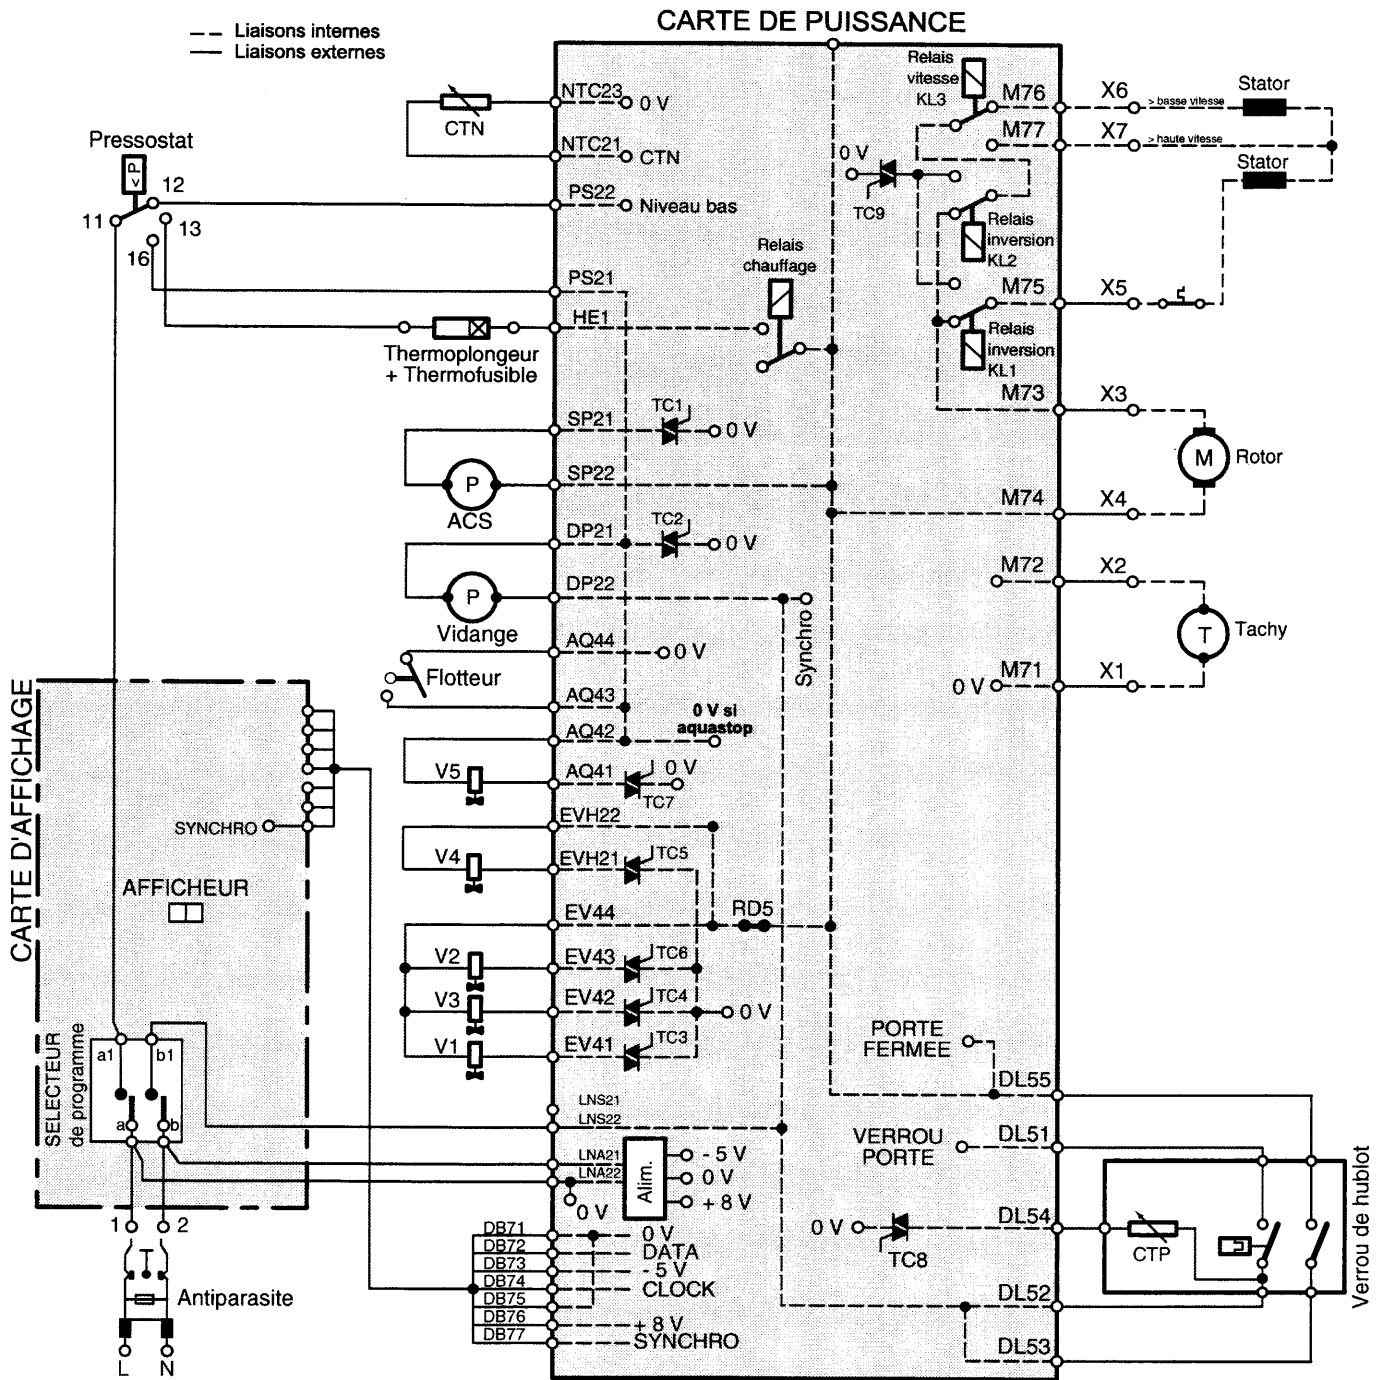 CARTE DE PUISSANCE
Liaisons internes
Liaisons externes
Relais
vitesse
KL3
M76
X6
> basse vitesse
Stator
NTC23
0 V
CTN
M77
X7
> haute vitesse
Pressostat
< P
NTC21
CTN
0 V
TC9
Stator
12
11
13
16
PS22
Niveau bas
Relais
inversion
KL2
Relais
chauffage
PS21
M75
X5
HE1
Thermoplongeur
+ Thermofusible
Relais
inversion
KL1
M73
X3
SP21
TC1
0 V
M
Rotor
SP22
P
ACS
M74
X4
DP21
TC2
0 V
M72
X2
DP22
P
Vidange
Synchro
T
Tachy
AQ44
0 V
Flotteur
AQ43
0 V
M71
X1
0 V si
aquastop
AQ42
V5
AQ41
0 V
TC7
CARTE D'AFFICHAGE
SYNCHRO
EVH22
V4
EVH21
TC5
AFFICHEUR
EV44
RD5
V2
EV43
TC6
V3
EV42
TC4
0 V
V1
EV41
TC3
SELECTEUR
de programme
a1
b1
a
b
PORTE
FERMEE
DL55
LNS21
LNS22
VERROU
PORTE
DL51
LNA21
LNA22
Alim.
- 5 V
0 V
+ 8 V
0 V
0 V
TC8
DL54
CTP
Verrou de hublot
1
2
DB71
0 V
DB72
DATA
DB73
- 5 V
DB74
CLOCK
DB75
DB76
+ 8 V
DB77
SYNCHRO
DL52
DL53
Antiparasite
L
N